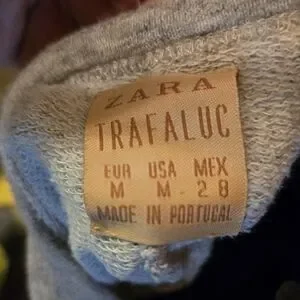 ZARA
TRAFALUC
EUR USA MEX
M M - 28
MADE IN PORTUGAL